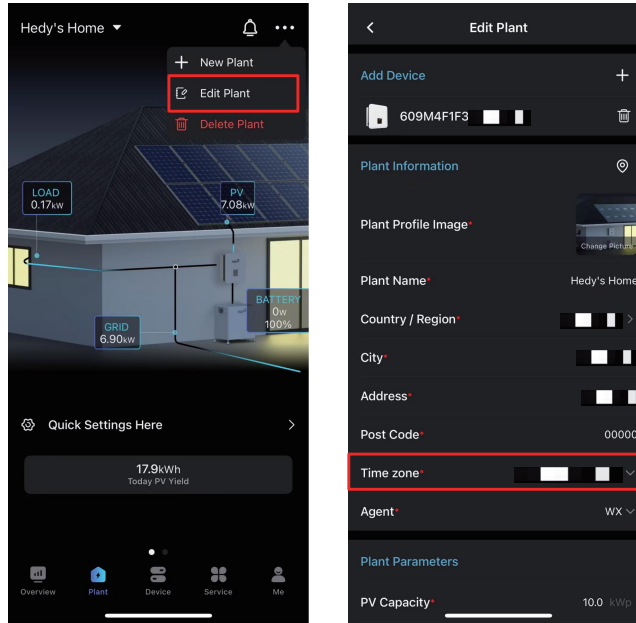 Hedy's Home
New Plant
Edit Plant
Delete Plant
LOAD
0.17kw
PV
7.08kw
BATTERY
0w
100%
GRID
6.90kw
Quick Settings Here
17.9kWh
Today PV Yield
Overview
Plant
Device
Service
Me
Edit Plant
Add Device
609M4F1F3
Plant Information
Plant Profile Image*
Change Picture
Plant Name* Hedy's Home
Country / Region*
City*
Address*
Post Code* 00000
Time zone*
Agent* WX
Plant Parameters
PV Capacity* 10.0 kWp